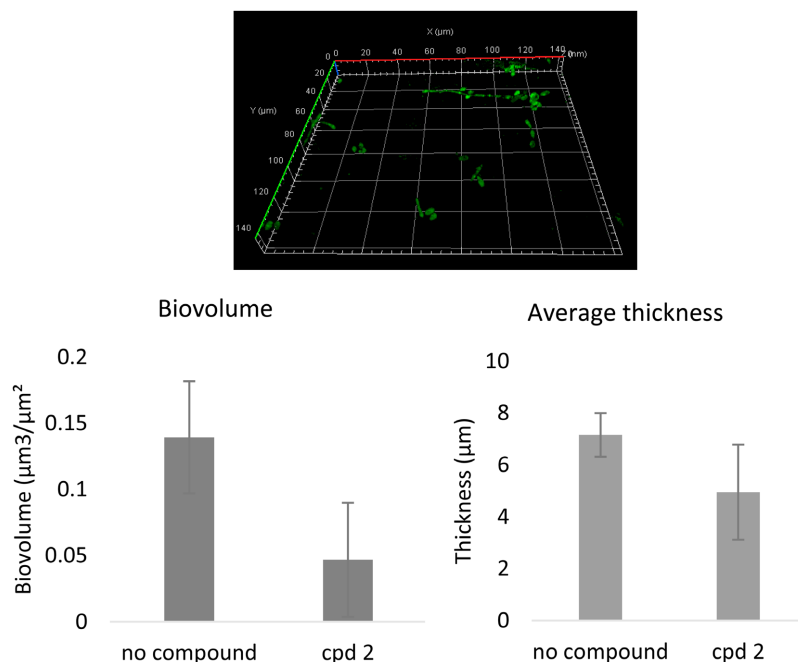 X (µm)
0 20 40 60 80 100 120 140
0
20
40
Y (µm)
60
80
100
120
140
Biovolume
Average thickness
Biovolume (µm3/µm²
0.2
0.15
0.1
0.05
0
no compound cpd 2
Thickness (µm)
10
8
6
4
2
0
no compound cpd 2